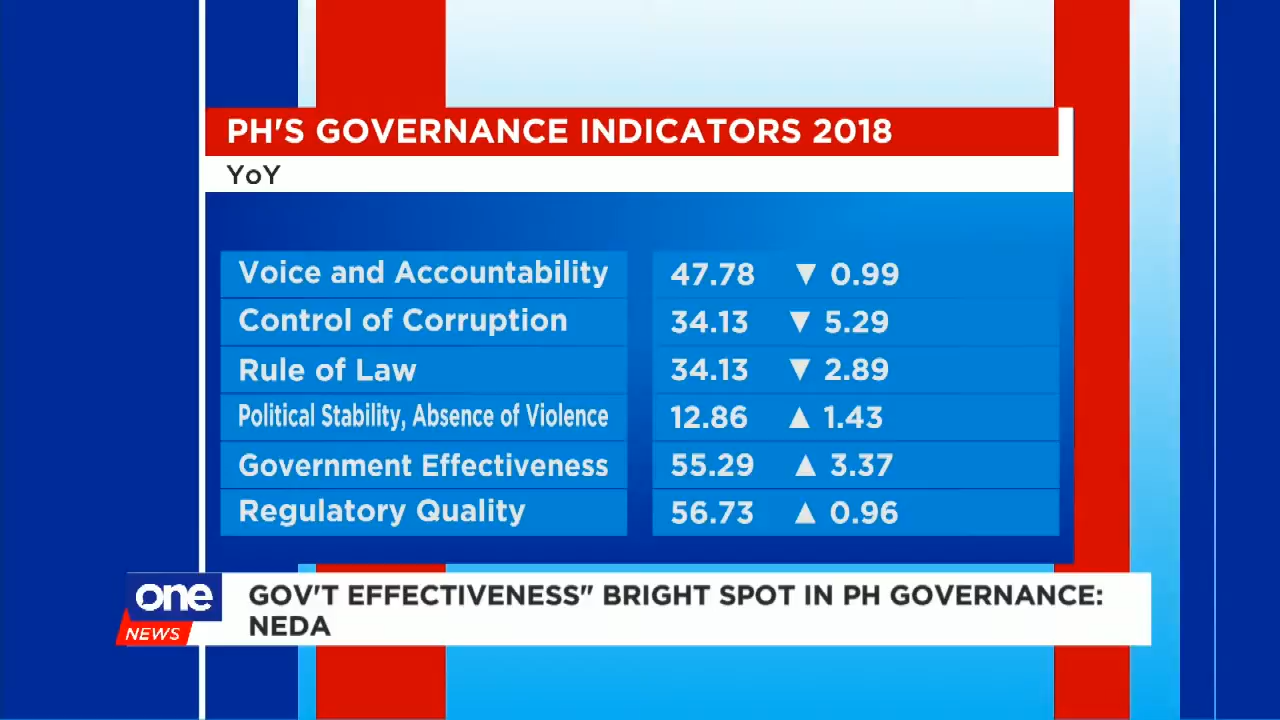 PH'S GOVERNANCE INDICATORS 2018
YoY
Voice and Accountability 47.78 ▼ 0.99
Control of Corruption 34.13 ▼ 5.29
Rule of Law 34.13 ▼ 2.89
Political Stability, Absence of Violence 12.86 ▲ 1.43
Government Effectiveness 55.29 ▲ 3.37
Regulatory Quality 56.73 ▲ 0.96
one
NEWS
GOV'T EFFECTIVENESS" BRIGHT SPOT IN PH GOVERNANCE:
NEDA